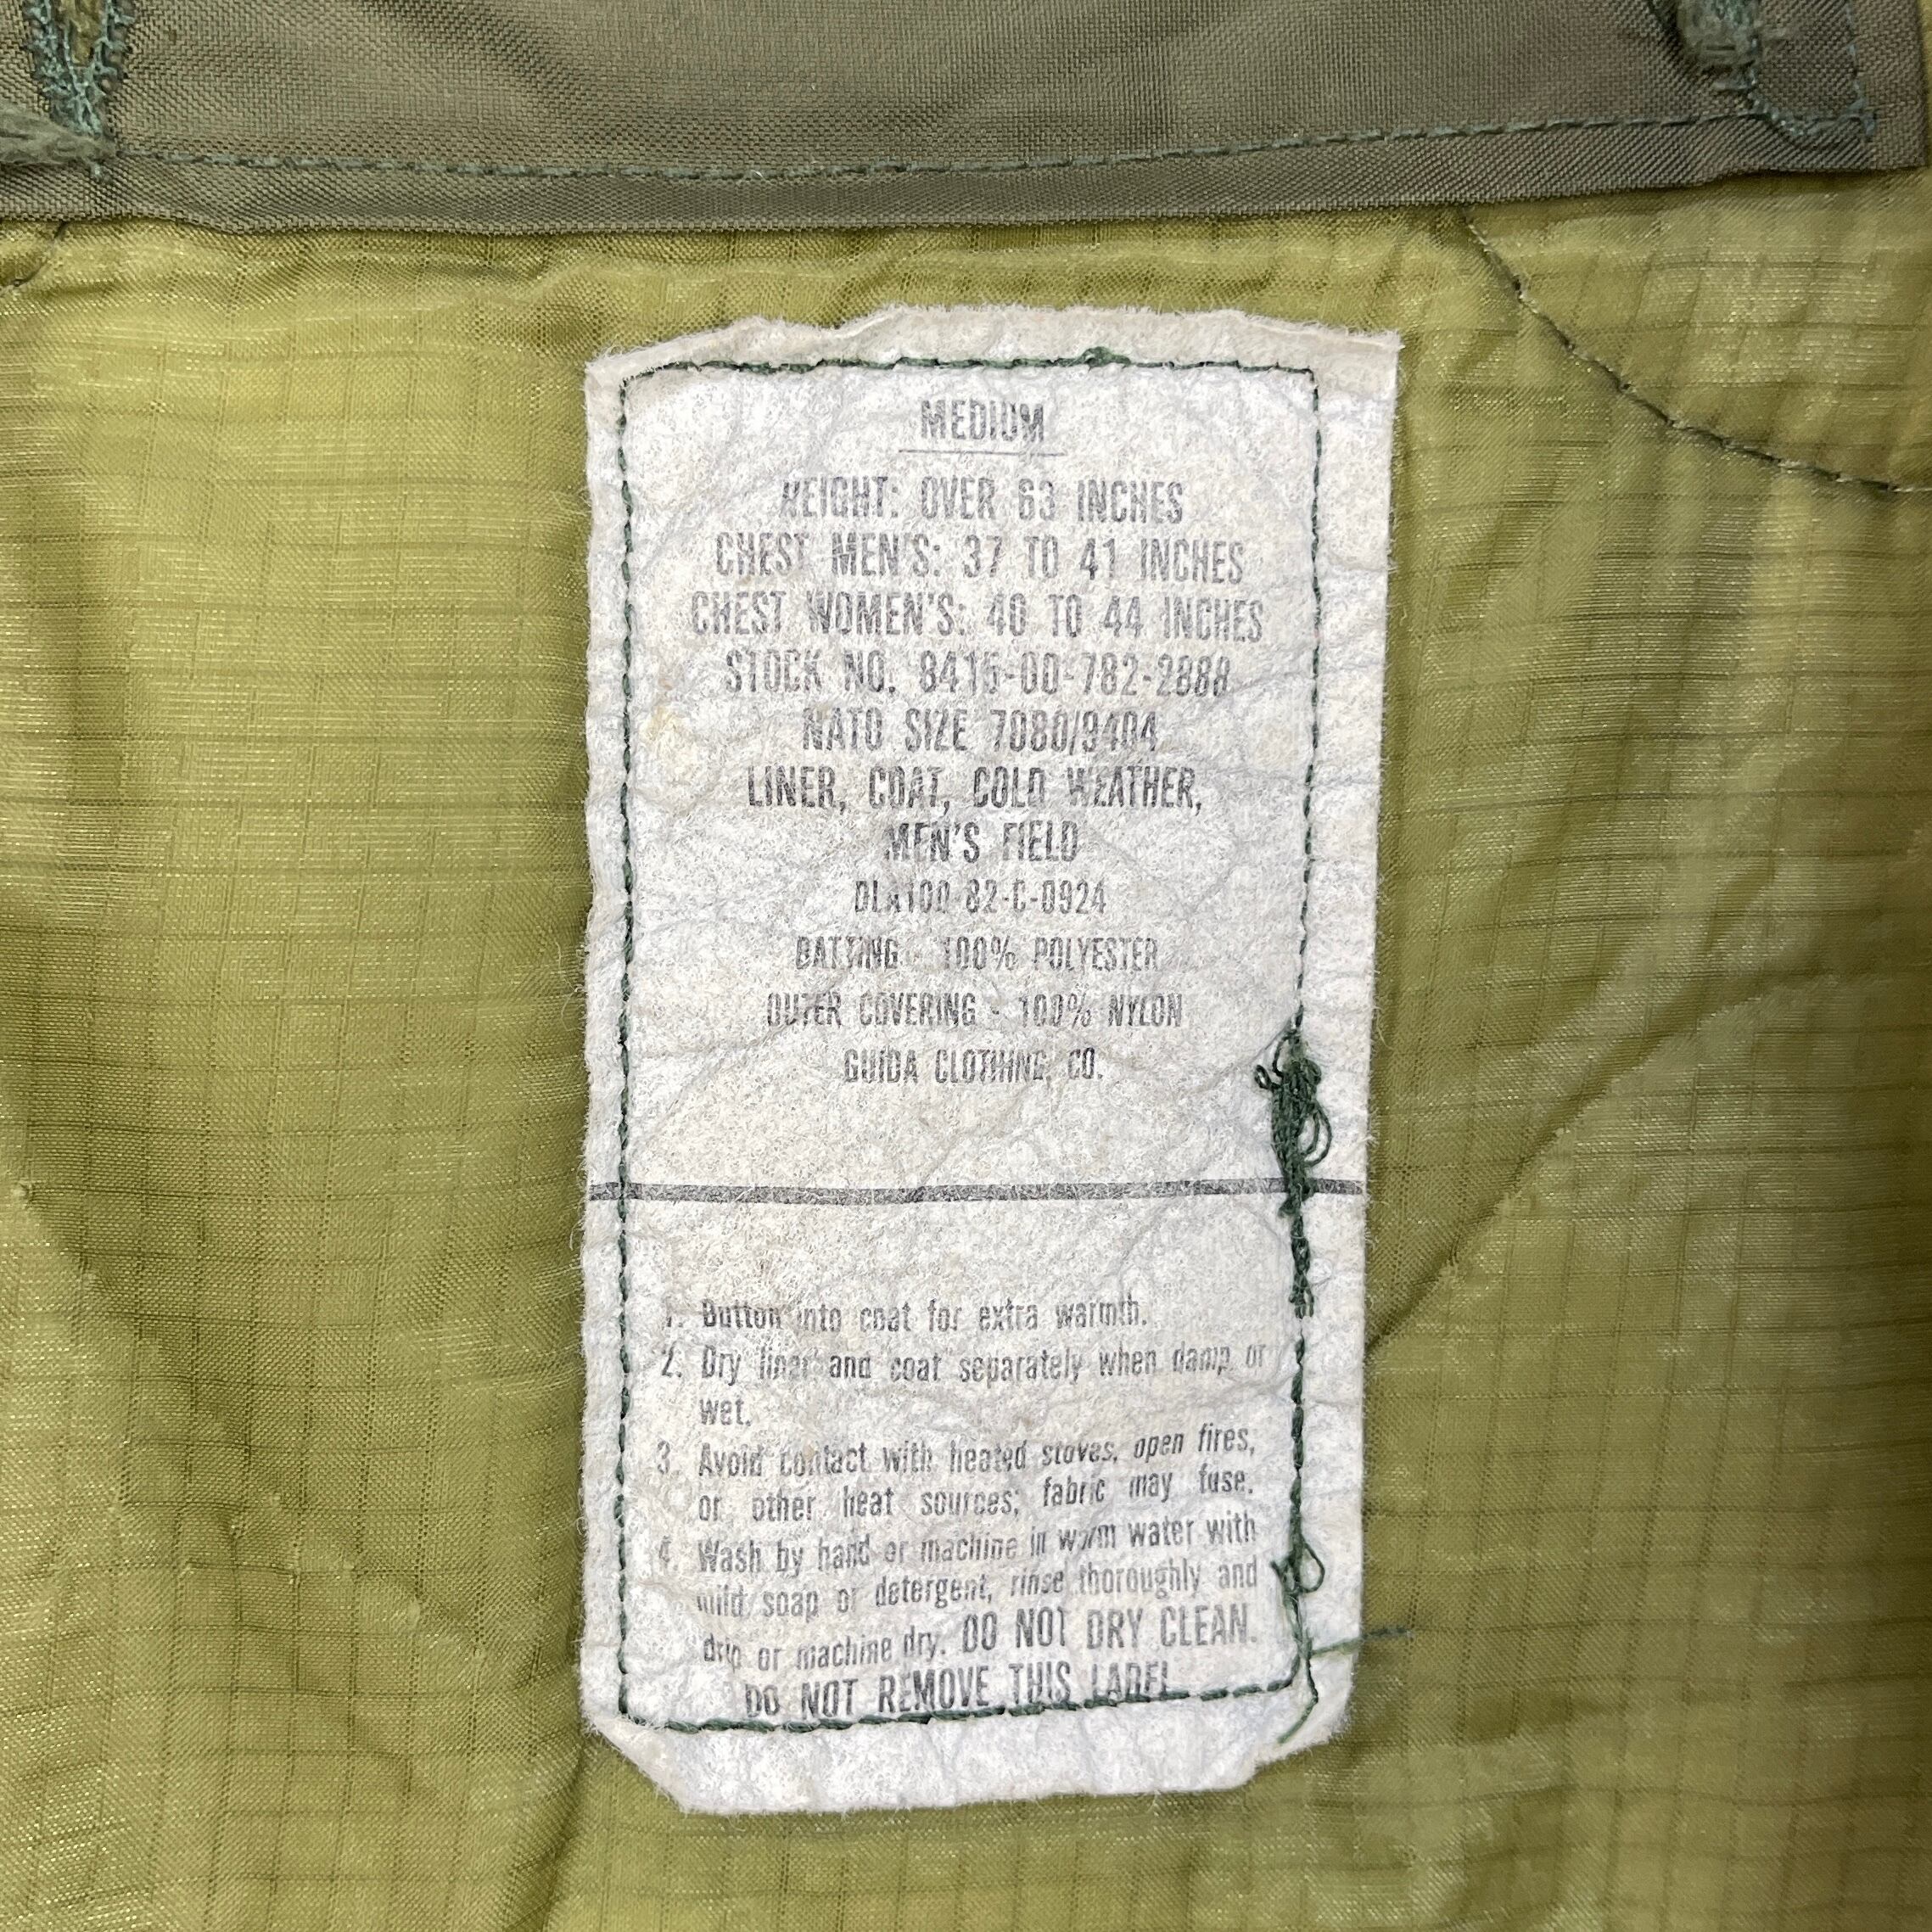 MEDIUM
HEIGHT: OVER 63 INCHES
CHEST MEN'S: 37 TO 41 INCHES
CHEST WOMEN'S: 40 TO 44 INCHES
STOCK NO. 8415-00-782-2888
NATO SIZE 7080/9404
LINER, COAT, COLD WEATHER,
MEN'S FIELD
DLA100-82-C-0924
BATTING - 100% POLYESTER
OUTER COVERING - 100% NYLON
GUIDA CLOTHING CO.
1. Button into coat for extra warmth.
2. Dry liner and coat separately when damp or
wet.
3. Avoid contact with heated stoves, open fires,
or other heat sources; fabric may fuse.
4. Wash by hand or machine in warm water with
mild soap or detergent, rinse thoroughly and
drip or machine dry. DO NOT DRY CLEAN.
DO NOT REMOVE THIS LABEL